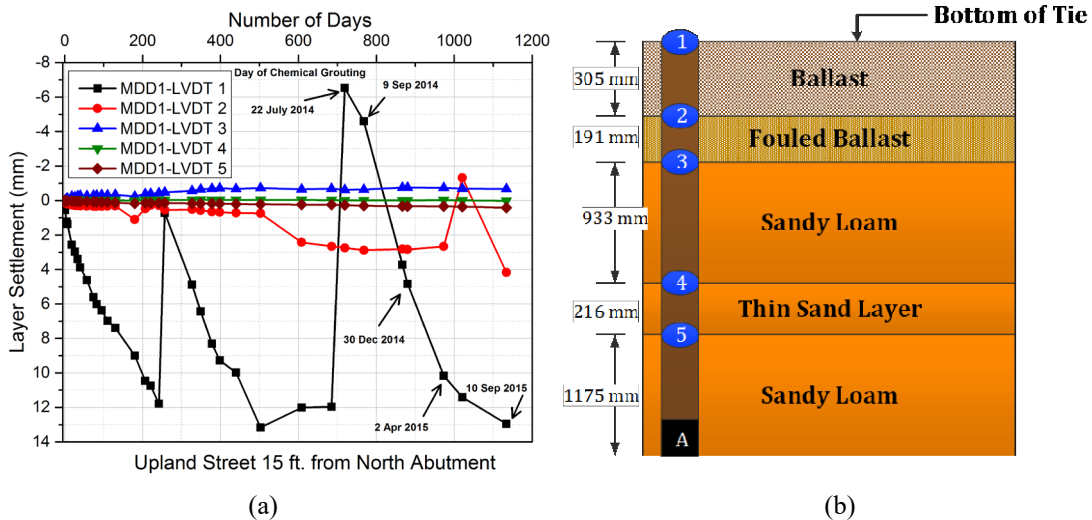 Number of Days
0 200 400 600 800 1000 1200
-8
-6
-4
-2
0
2
4
6
8
10
12
14
Layer Settlement (mm)
MDD1-LVDT 1
MDD1-LVDT 2
MDD1-LVDT 3
MDD1-LVDT 4
MDD1-LVDT 5
Day of Chemical Grouting
22 July 2014
9 Sep 2014
30 Dec 2014
2 Apr 2015
10 Sep 2015
Upland Street 15 ft. from North Abutment
(a)
Bottom of Tie
1
305 mm
Ballast
2
191 mm
Fouled Ballast
3
933 mm
Sandy Loam
4
216 mm
Thin Sand Layer
5
1175 mm
Sandy Loam
A
(b)